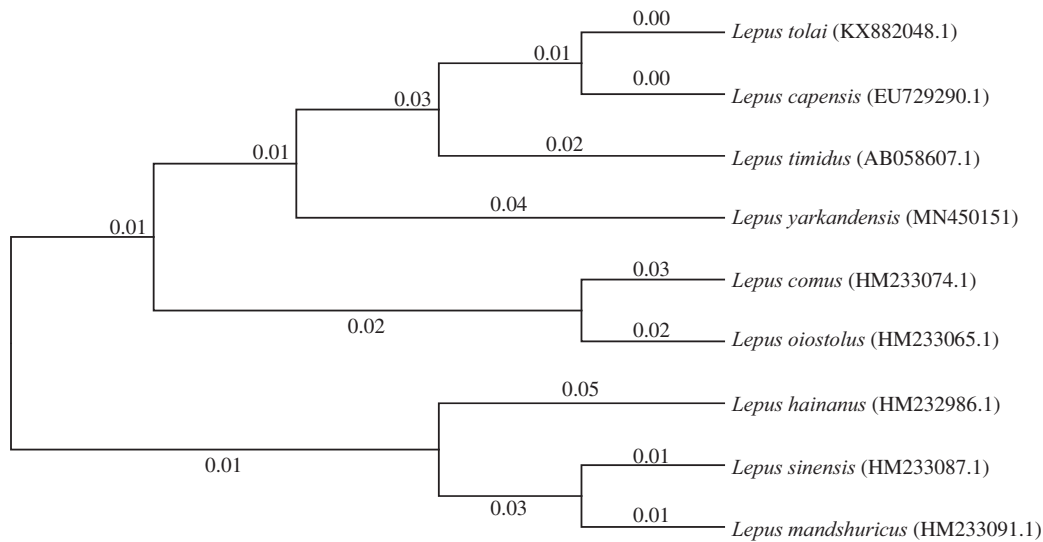 0.00
Lepus tolai (KX882048.1)
0.01
0.00
Lepus capensis (EU729290.1)
0.03
0.02
Lepus timidus (AB058607.1)
0.01
0.04
Lepus yarkandensis (MN450151)
0.01
0.03
Lepus comus (HM233074.1)
0.02
0.02
Lepus oiostolus (HM233065.1)
0.05
Lepus hainanus (HM232986.1)
0.01
0.01
Lepus sinensis (HM233087.1)
0.03
0.01
Lepus mandshuricus (HM233091.1)